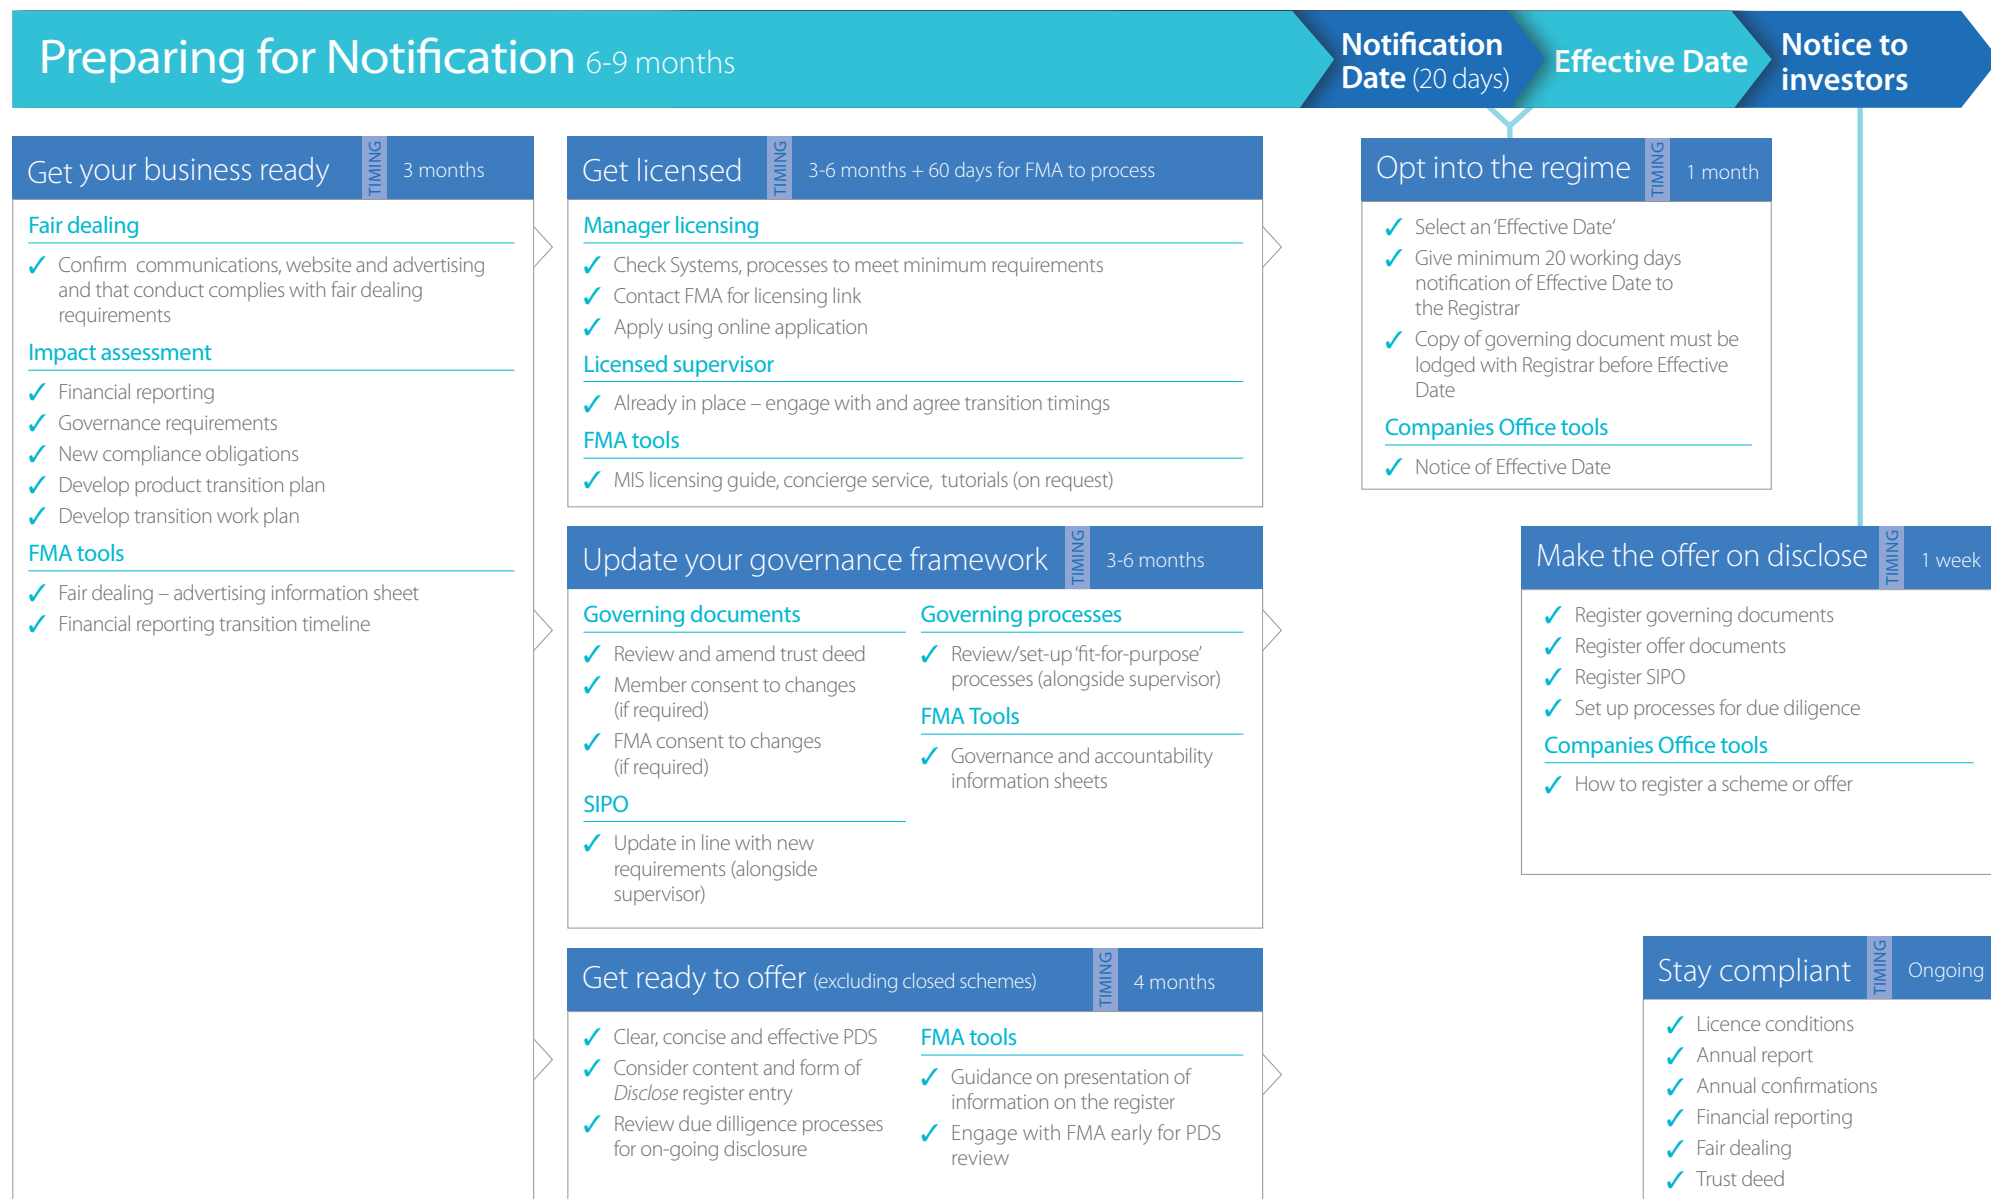 Preparing for Notification 6-9 months
Notification
Date (20 days)
Effective Date
Notice to
investors
Get your business ready
TIMING
3 months
Fair dealing
✓ Confirm communications, website and advertising
and that conduct complies with fair dealing
requirements
Impact assessment
✓ Financial reporting
✓ Governance requirements
✓ New compliance obligations
✓ Develop product transition plan
✓ Develop transition work plan
FMA tools
✓ Fair dealing – advertising information sheet
✓ Financial reporting transition timeline
Get licensed
TIMING
3-6 months + 60 days for FMA to process
Manager licensing
✓ Check Systems, processes to meet minimum requirements
✓ Contact FMA for licensing link
✓ Apply using online application
Licensed supervisor
✓ Already in place – engage with and agree transition timings
FMA tools
✓ MIS licensing guide, concierge service, tutorials (on request)
Update your governance framework
TIMING
3-6 months
Governing documents
✓ Review and amend trust deed
✓ Member consent to changes
(if required)
✓ FMA consent to changes
(if required)
SIPO
✓ Update in line with new
requirements (alongside
supervisor)
Governing processes
✓ Review/set-up ‘fit-for-purpose’
processes (alongside supervisor)
FMA Tools
✓ Governance and accountability
information sheets
Get ready to offer (excluding closed schemes)
TIMING
4 months
✓ Clear, concise and effective PDS
✓ Consider content and form of
Disclose register entry
✓ Review due dilligence processes
for on-going disclosure
FMA tools
✓ Guidance on presentation of
information on the register
✓ Engage with FMA early for PDS
review
Opt into the regime
TIMING
1 month
✓ Select an ‘Effective Date’
✓ Give minimum 20 working days
notification of Effective Date to
the Registrar
✓ Copy of governing document must be
lodged with Registrar before Effective
Date
Companies Office tools
✓ Notice of Effective Date
Make the offer on disclose
TIMING
1 week
✓ Register governing documents
✓ Register offer documents
✓ Register SIPO
✓ Set up processes for due diligence
Companies Office tools
✓ How to register a scheme or offer
Stay compliant
TIMING
Ongoing
✓ Licence conditions
✓ Annual report
✓ Annual confirmations
✓ Financial reporting
✓ Fair dealing
✓ Trust deed